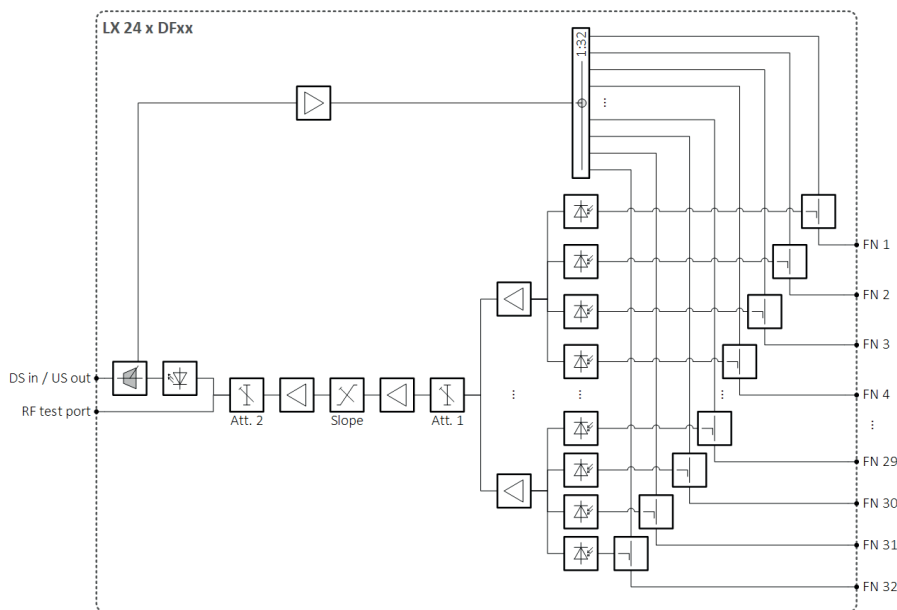 LX 24 x DFxx
1:32
...
FN 1
FN 2
FN 3
FN 4
DS in / US out
RF test port
Att. 2
Slope
Att. 1
...
...
...
...
FN 29
FN 30
FN 31
FN 32